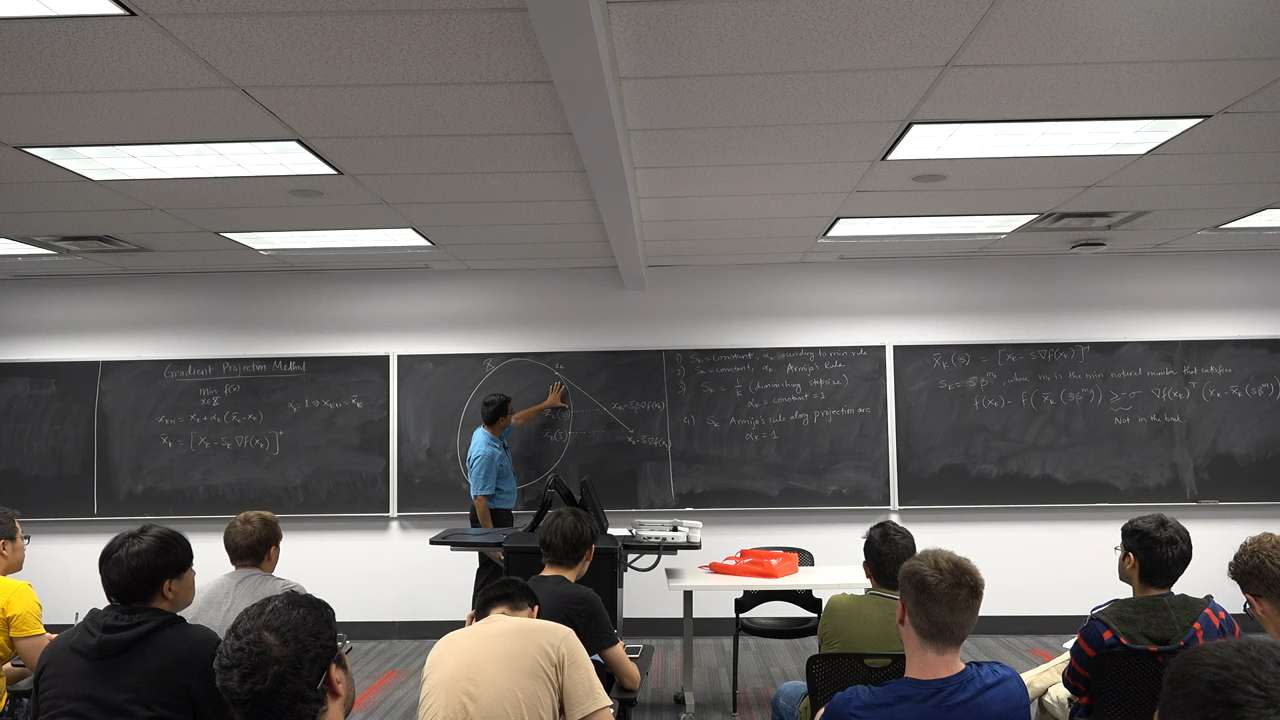 Gradient Projection Method
min f(x)
x∈𝒳
x_{k+1} = x_k + α_k (x̄_k - x_k)
α_k = 1 ⇒ x_{k+1} = x̄_k
x̄_k = [x_k - s_k ∇f(x_k)]^+
𝒳
x_k
x_k - s̄β∇f(x_k)
x̄_k(s̄)
x_k - s̄∇f(x_k)
1) s_k = constant, α_k according to min rule
2) s_k = constant, α_k Armijo's Rule
3) s_k = 1/k (diminishing stepsize)
α_k = constant = 1
4) s_k Armijo's rule along projection arc
α_k = 1
x̄_k(s) = [x_k - s∇f(x_k)]^+
s_k = s̄β^{m_k}, where m_k is the min natural number that satisfies
f(x_k) - f(x̄_k(s̄β^m)) ≥ σ ∇f(x_k)^T (x_k - x̄_k(s̄β^m))
Not in the book.